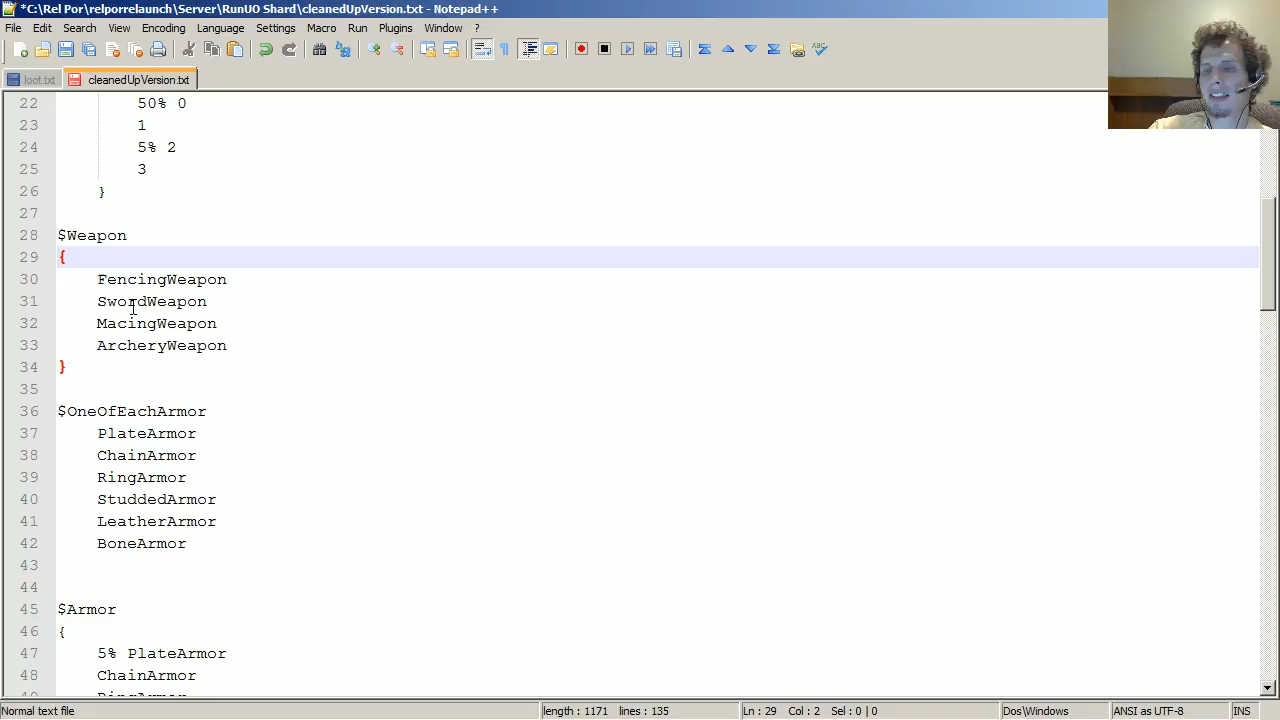 *C:\Rel Por\relporrelaunch\Server\RunUO Shard\cleanedUpVersion.txt - Notepad++
File Edit Search View Encoding Language Settings Macro Run Plugins Window ?
loot.txt cleanedUpVersion.txt
22 50% 0
23 1
24 5% 2
25 3
26 }
27
28 $Weapon
29 {
30 FencingWeapon
31 SwordWeapon
32 MacingWeapon
33 ArcheryWeapon
34 }
35
36 $OneOfEachArmor
37 PlateArmor
38 ChainArmor
39 RingArmor
40 StuddedArmor
41 LeatherArmor
42 BoneArmor
43
44
45 $Armor
46 {
47 5% PlateArmor
48 ChainArmor
49 RingArmor
Normal text file length : 1171 lines : 135 Ln : 29 Col : 2 Sel : 0 | 0 Dos\Windows ANSI as UTF-8 INS